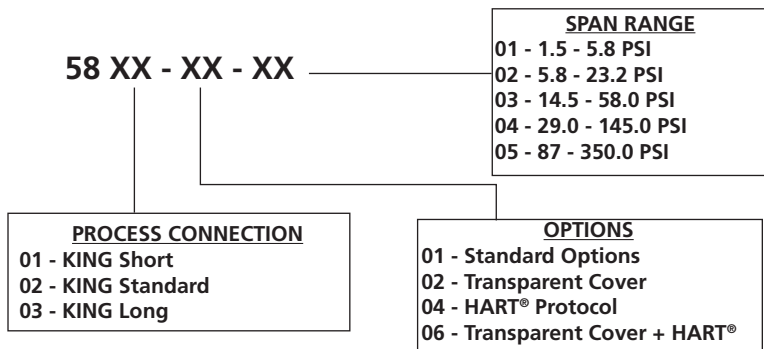 58 XX - XX - XX
SPAN RANGE
01 - 1.5 - 5.8 PSI
02 - 5.8 - 23.2 PSI
03 - 14.5 - 58.0 PSI
04 - 29.0 - 145.0 PSI
05 - 87 - 350.0 PSI
PROCESS CONNECTION
01 - KING Short
02 - KING Standard
03 - KING Long
OPTIONS
01 - Standard Options
02 - Transparent Cover
04 - HART® Protocol
06 - Transparent Cover + HART®